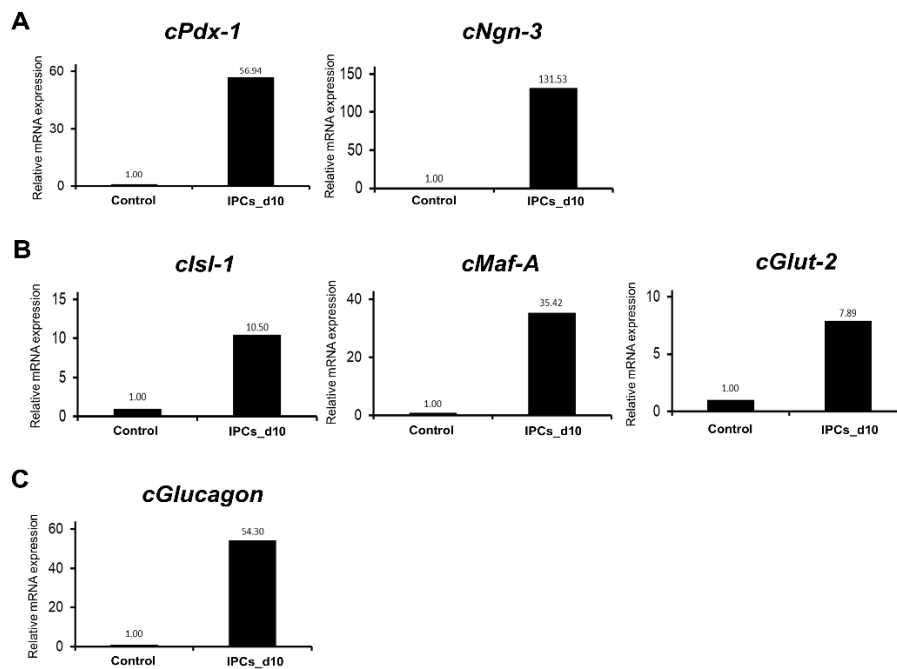 A
cPdx-1
Relative mRNA expression
60
30
0
1.00
56.94
Control
IPCs_d10
cNgn-3
Relative mRNA expression
150
100
50
0
1.00
131.53
Control
IPCs_d10
B
cIsl-1
Relative mRNA expression
15
10
5
0
1.00
10.50
Control
IPCs_d10
cMaf-A
Relative mRNA expression
40
20
0
1.00
35.42
Control
IPCs_d10
cGlut-2
Relative mRNA expression
10
5
0
1.00
7.89
Control
IPCs_d10
C
cGlucagon
Relative mRNA expression
60
40
20
0
1.00
54.30
Control
IPCs_d10